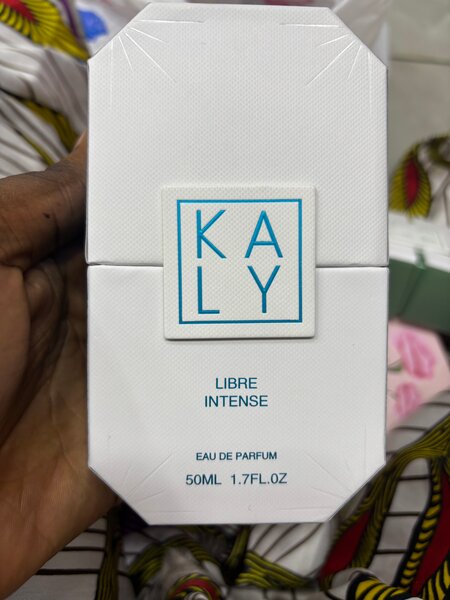 KA
LY
LIBRE
INTENSE
EAU DE PARFUM
50ML 1.7FL.OZ